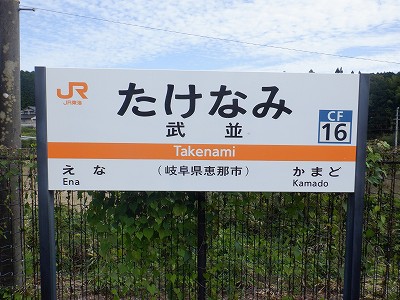 JR
JR東海
たけなみ
武並
CF
16
Takenami
えな
(岐阜県恵那市)
かまど
Ena
Kamado